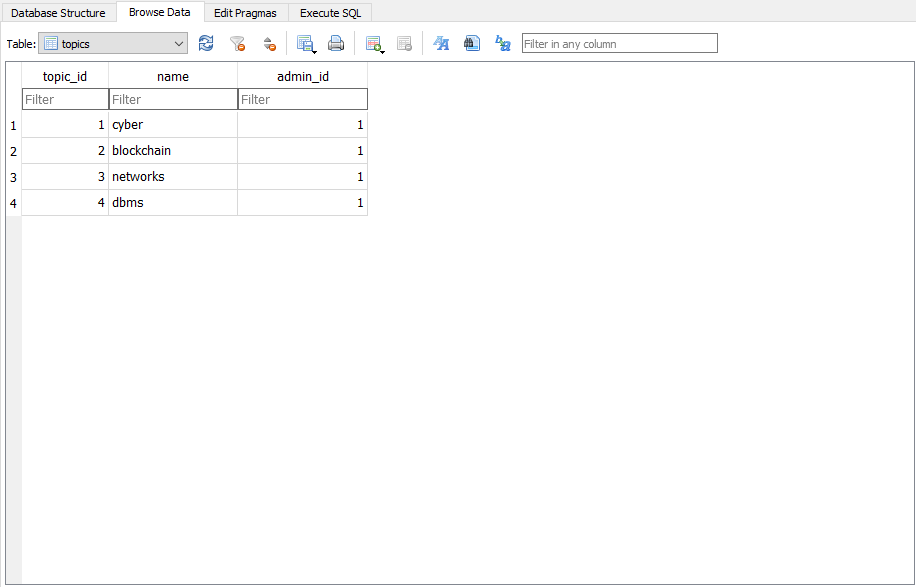 Database Structure Browse Data Edit Pragmas Execute SQL
Table: topics Filter in any column
topic_id name admin_id
Filter Filter Filter
1 1 cyber 1
2 2 blockchain 1
3 3 networks 1
4 4 dbms 1